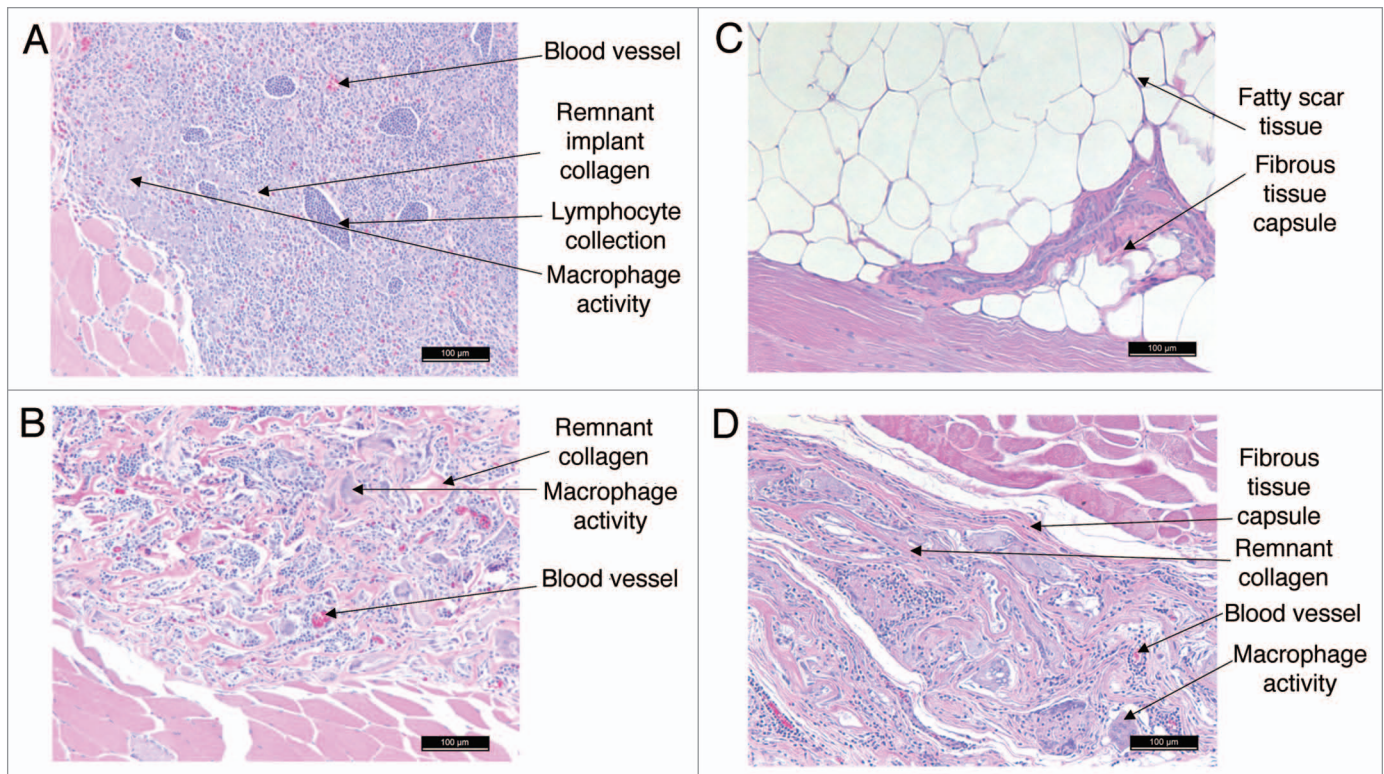 A
Blood vessel
Remnant
implant
collagen
Lymphocyte
collection
Macrophage
activity
100 µm
C
Fatty scar
tissue
Fibrous
tissue
capsule
100 µm
B
Remnant
collagen
Macrophage
activity
Blood vessel
100 µm
D
Fibrous
tissue
capsule
Remnant
collagen
Blood vessel
Macrophage
activity
100 µm